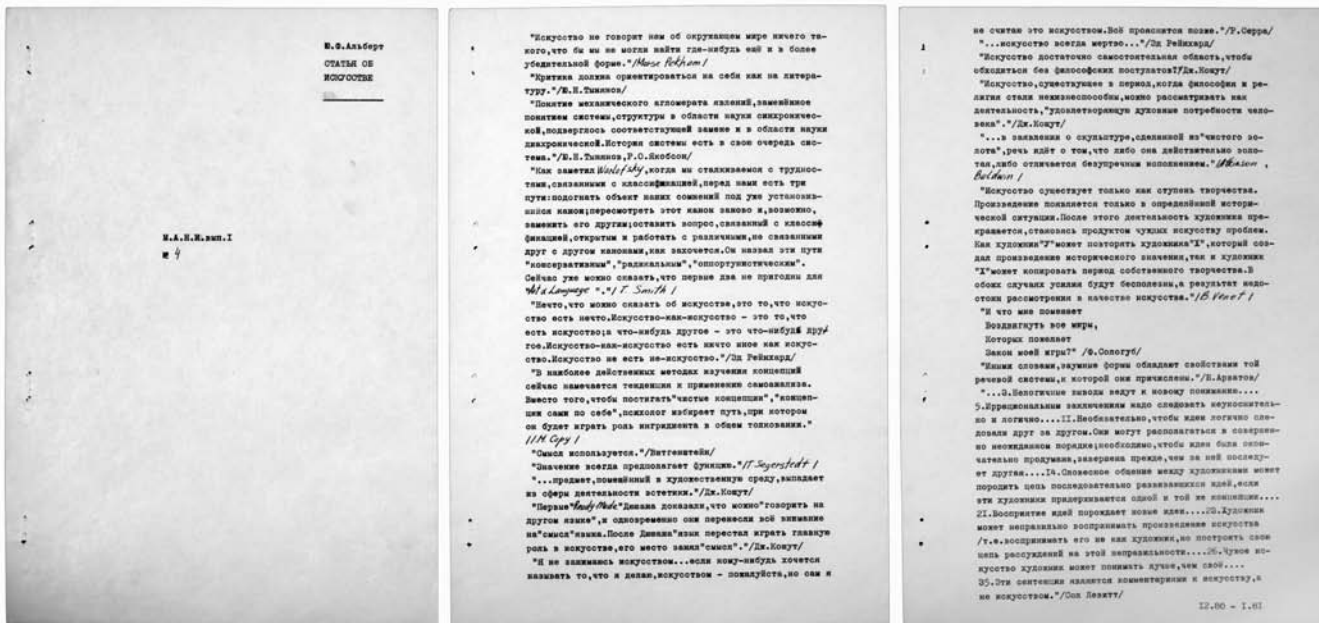 Ю.Ф.Альберт
СТАТЬЯ ОБ
ИСКУССТВЕ
М.А.Н.И.вып.I
№ 4
"Искусство не говорит нам об окружающем мире ничего та-
кого,что бы мы не могли найти где-нибудь ещё и в более
убедительной форме."/Morse Pekham/
"Критика должна ориентироваться на себя как на литера-
туру."/Ю.Н.Тынянов/
"Понятие механического агломерата явлений,заменённое
понятием системы,структуры в области науки синхроничес-
кой,подверглось соответствующей замене и в области науки
диахронической.История системы есть в свою очередь сис-
тема."/Ю.Н.Тынянов,Р.О.Якобсон/
"Как заметил ,когда мы сталкиваемся с труднос-
тями,связанными с классификацией,перед нами есть три
пути:подогнать объект наших сомнений под уже установив-
шийся канон;пересмотреть этот канон заново и,возможно,
заменить его другим;оставить вопрос,связанный с класси
фикацией,открытым и работать с различными,не связанными
друг с другом канонами,как захочется.Он назвал эти пути
"консервативным","радикальным","оппортунистическим".
Сейчас уже можно сказать,что первые два не пригодны для
"Art & Language "."/ T. Smith /
"Нечто,что можно сказать об искусстве,это то,что искус-
ство есть нечто.Искусство-как-искусство – это то,что
есть искусство;а что-нибудь другое – это что-нибудь дру
гое.Искусство-как-искусство есть ничто иное как искус-
ство.Искусство не есть не-искусство."/Эд Рейнхард/
"В наиболее действенных методах изучения концепций
сейчас намечается тенденция к применению самоанализа.
Вместо того,чтобы постигать"чистые концепции","концеп-
ции сами по себе",психолог избирает путь,при котором
он будет играть роль ингридиента в общем толковании."
/I.M. Copy /
"Смысл используется."/Витгенштейн/
"Значение всегда предполагает функцию."/T. Segerstedt /
"...предмет,помещённый в художественную среду,выпадает
из сферы деятельности эстетики."/Дж.Кошут/
"Первые"Ready-Made"Дюшана доказали,что можно"говорить на
другом языке",и одновременно они перенесли всё внимание
на"смысл"языка.После Дюшана"язык перестал играть главную
роль в искусстве,его место занял"смысл"."/Дж.Кошут/
"Я не занимаюсь искусством...если кому-нибудь хочется
называть то,что я делаю,искусством – пожалуйста,но сам я
не считаю это искусством.Всё прояснится позже."/Р.Серра/
"...искусство всегда мертво..."/Эд Рейнхард/
"Искусство достаточно самостоятельная область,чтобы
обходиться без философских постулатов"/Дж.Кошут/
"Искусство,существующее в период,когда философия и ре-
лигия стали нежизнеспособны,можно рассматривать как
деятельность,"удовлетворяющую духовные потребности чело-
века"."/Дж.Кошут/
"...в заявлении о скульптуре,сделанной из"чистого зо-
лота",речь идёт о том,что либо она действительно золо-
тая,либо отличается безупречным исполнением."/Atkinson ,
Baldwin /
"Искусство существует только как ступень творчества.
Произведение появляется только в определённой истори-
ческой ситуации.После этого деятельность художника пре-
кращается,становясь продуктом чуждых искусству проблем.
Как художник"У"может повторять художника"Х",который соз-
дал произведение исторического значения,так и художник
"Х"может копировать период собственного творчества.В
обоих случаях усилия будут бесполезны,а результат недо-
стоин рассмотрения в качестве искусства."/B.Venet /
"И что мне помешает
Воздвигнуть все миры,
Которых пожелает
Закон моей игры?" /Ф.Сологуб/
"Иными словами,заумные формы обладают свойствами той
речевой системы,к которой они причислены."/Б.Арватов/
"...3.Нелогичные выводы ведут к новому пониманию....
5.Иррациональным заключениям надо следовать неукоснитель-
но и логично....II.Необязательно,чтобы идеи логично сле-
довали друг за другом.Они могут располагаться в совершен-
но неожиданном порядке;необходимо,чтобы идея была окон-
чательно продумана,завершена прежде,чем за ней последу-
ет другая....I4.Словесное общение между художниками может
породить цепь последовательно развивающихся идей,если
эти художники придерживаются одной и той же концепции....
2I.Восприятие идей порождает новые идеи.... Художник
может неправильно воспринимать произведение искусства
/т.е.воспринимать его не как художник,но построить свою
цепь рассуждений на этой неправильности....26.Чужое ис-
кусство художник может понимать лучше,чем своё....
35.Эти сентенции являются комментариями к искусству,а
не искусством."/Сол Левитт/
I2.80 – I.8I